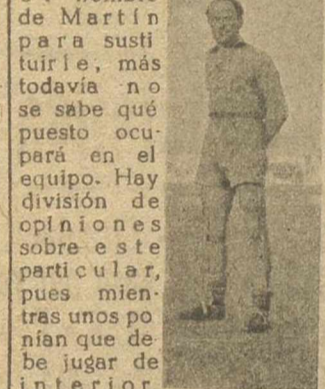 de Martín
para susti
tuirle, más
todavía no
se sabe qué
puesto ocu-
pará en el
equipo. Hay
división de
opiniones
sobre este
particular,
pues mien-
tras unos po
nían que de-
be jugar de
interior